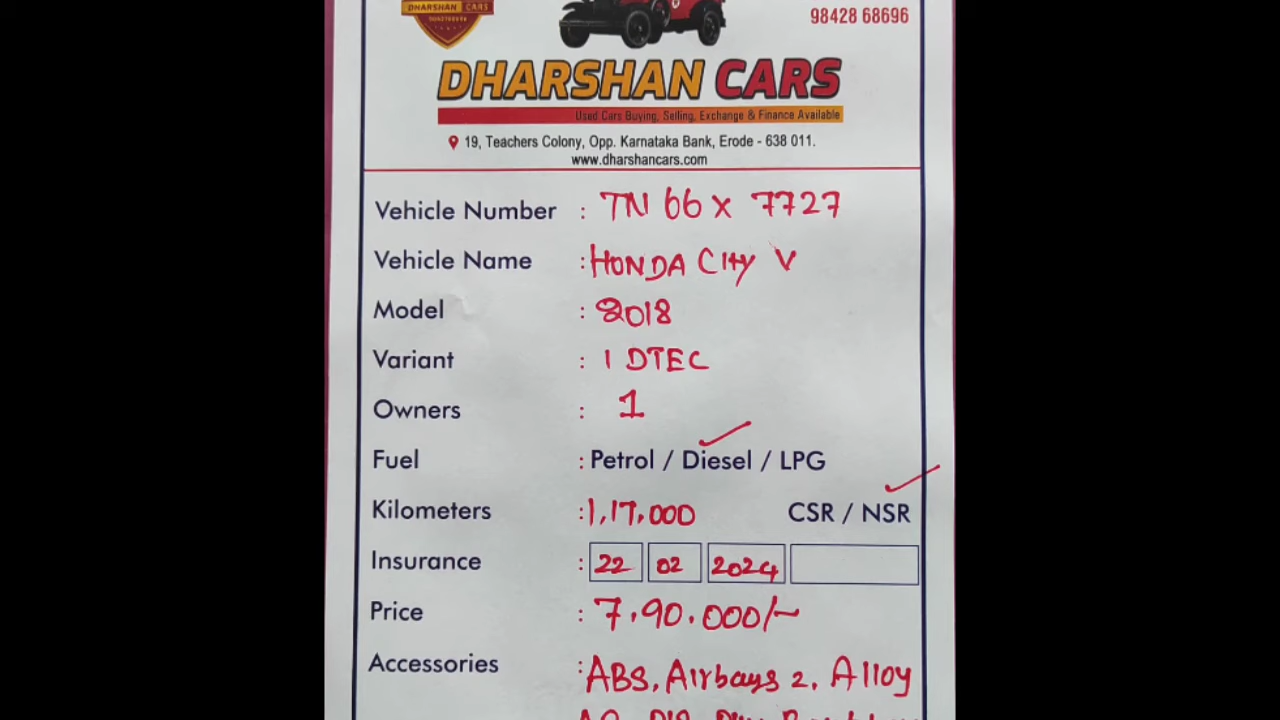 DHARSHAN CARS
98428 68696
DHARSHAN CARS
Used Cars Buying, Selling, Exchange & Finance Available
19, Teachers Colony, Opp. Karnataka Bank, Erode - 638 011.
www.dharshancars.com
Vehicle Number : TN 66 X 7727
Vehicle Name : HONDA City V
Model : 2018
Variant : I DTEC
Owners : 1
Fuel : Petrol / Diesel / LPG
Kilometers : 1,17,000 CSR / NSR
Insurance : 22 02 2024
Price : 7.90.000/-
Accessories : ABS, Airbags 2, Alloy